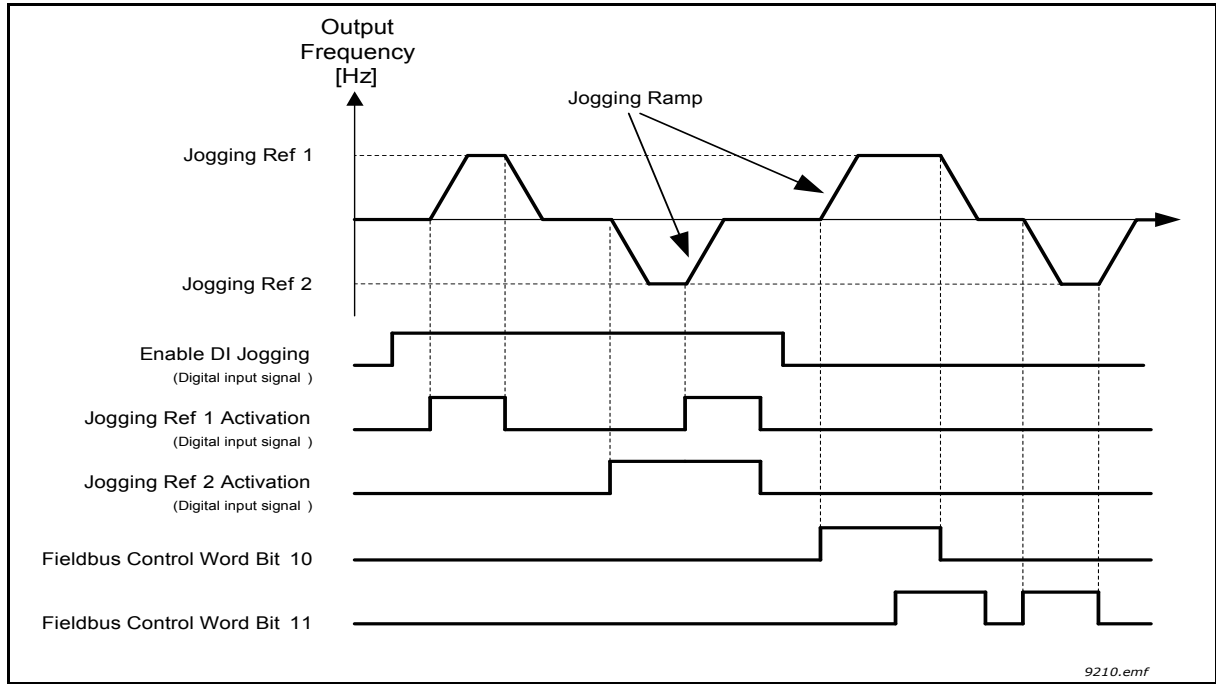 Output
Frequency
[Hz]
Jogging Ramp
Jogging Ref 1
Jogging Ref 2
Enable DI Jogging
(Digital input signal )
Jogging Ref 1 Activation
(Digital input signal )
Jogging Ref 2 Activation
(Digital input signal )
Fieldbus Control Word Bit 10
Fieldbus Control Word Bit 11
9210.emf